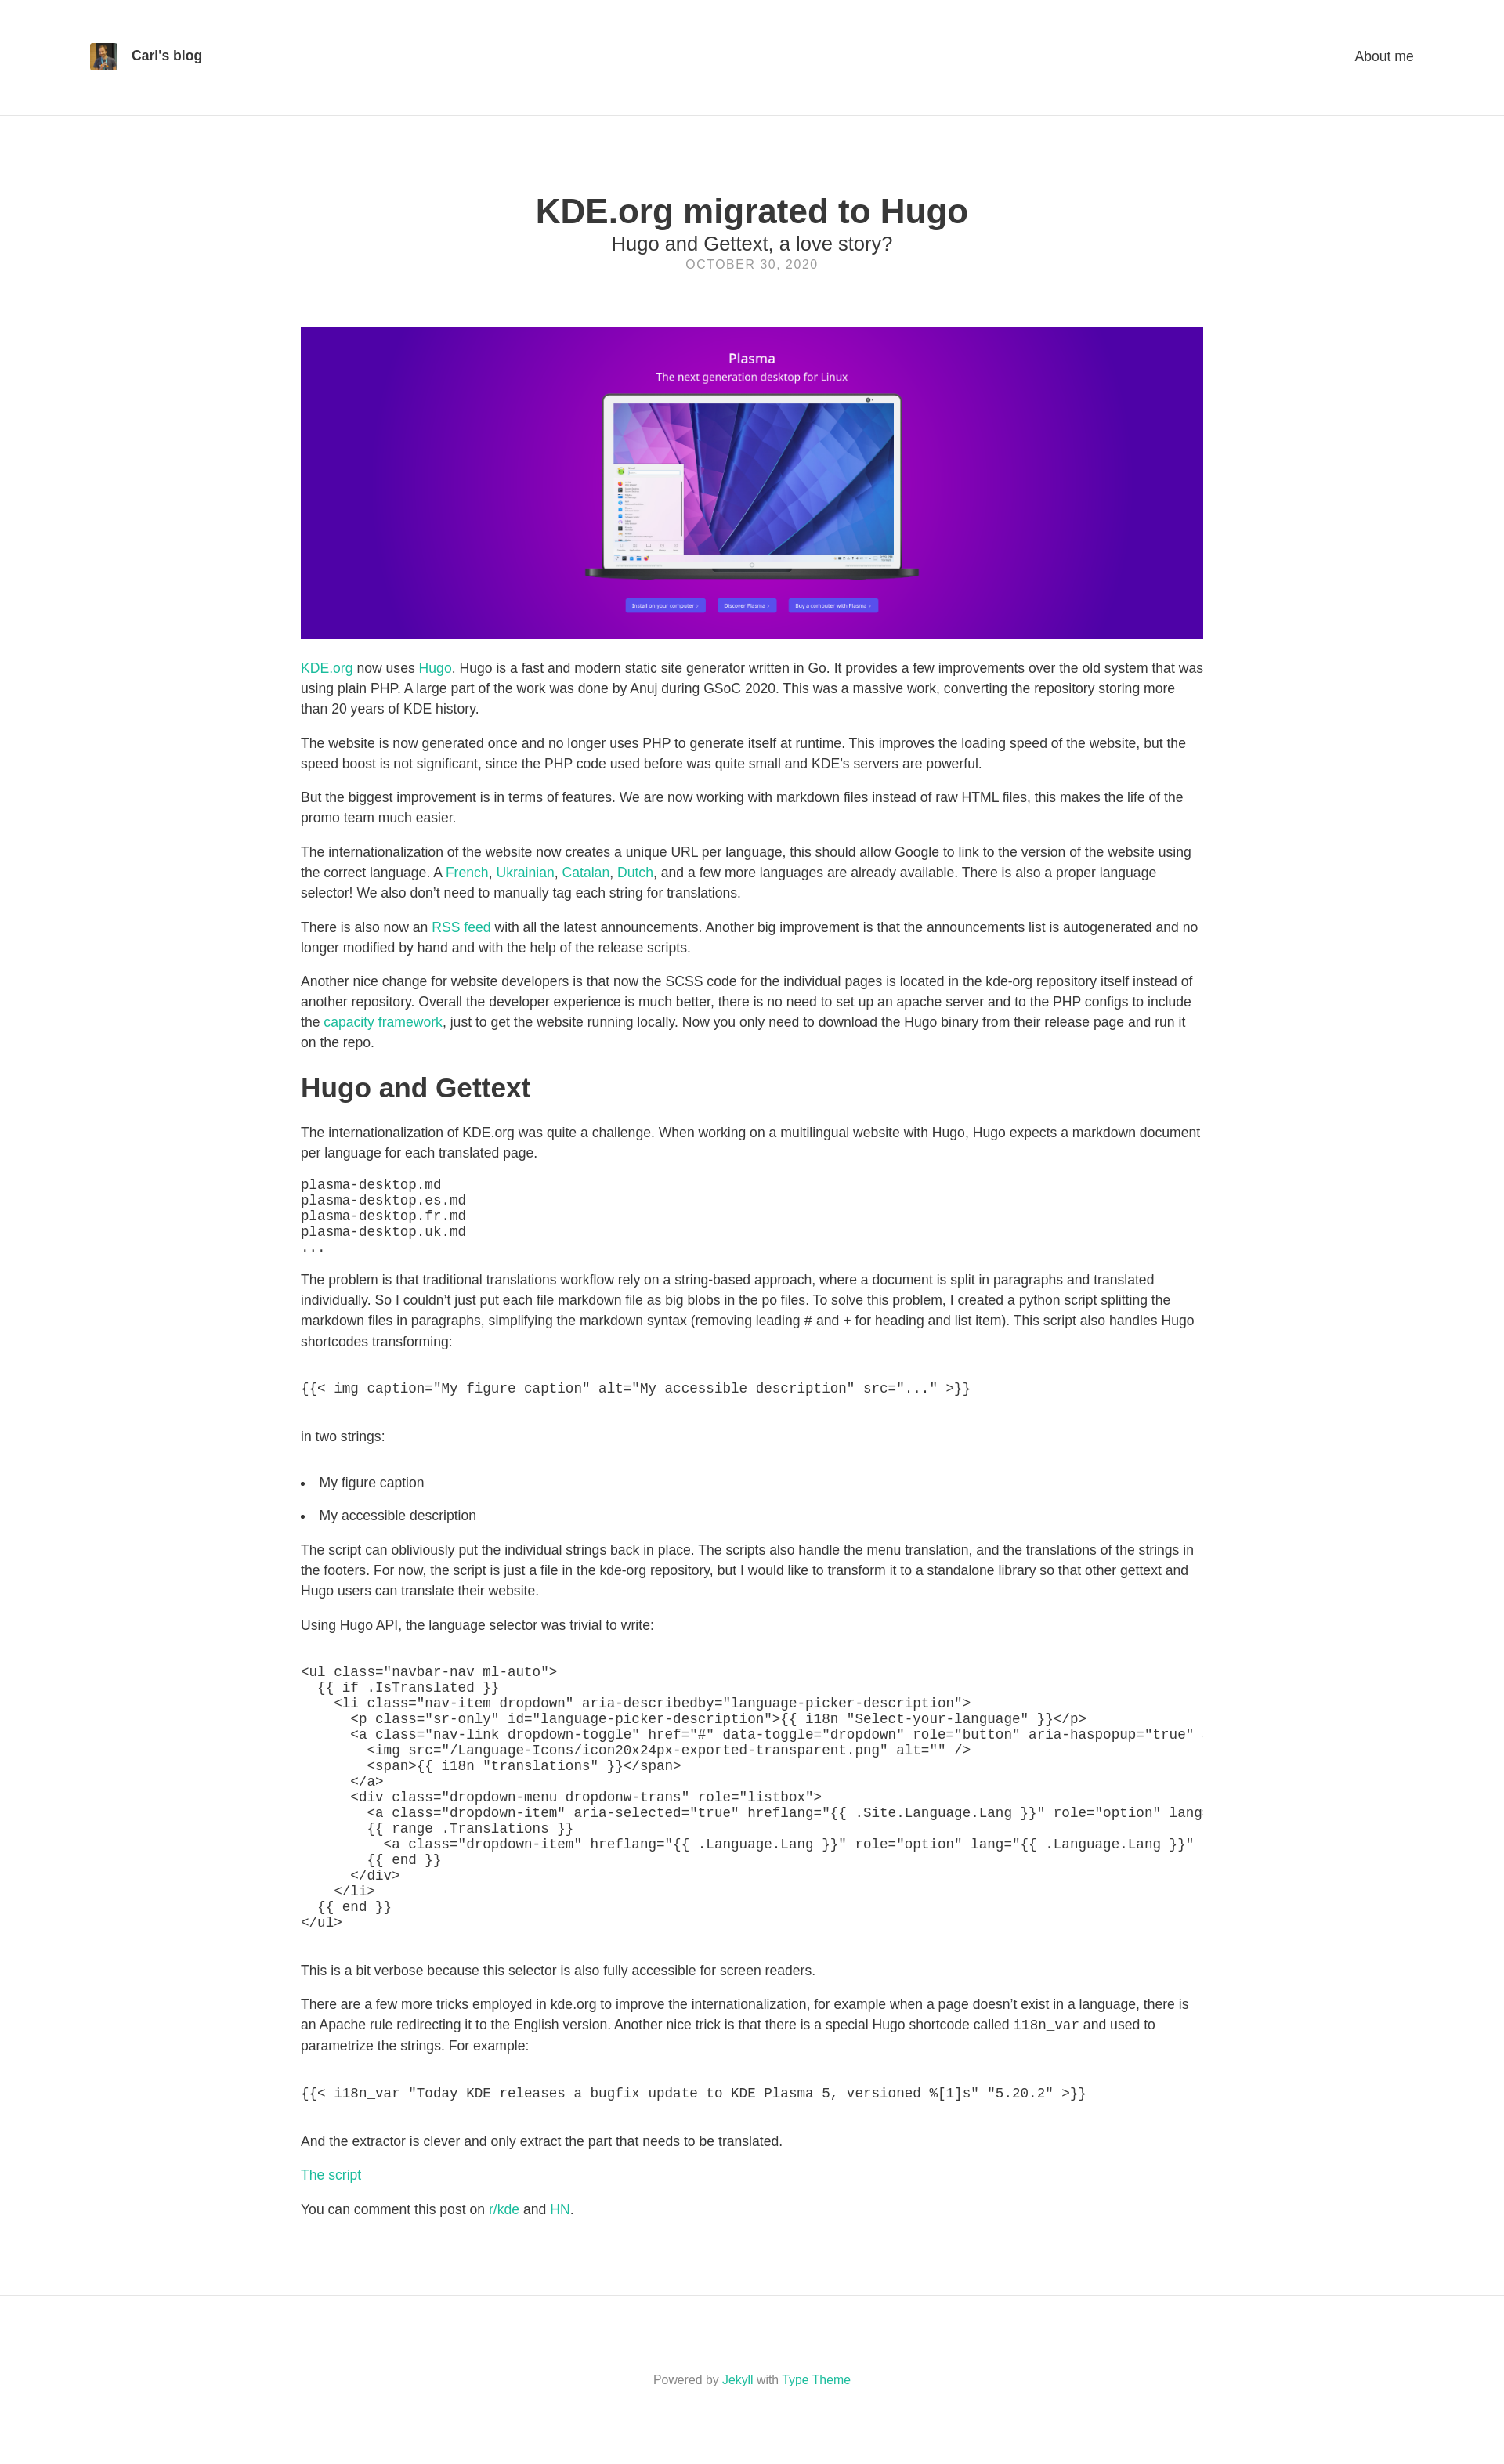 Carl's blog
About me
KDE.org migrated to Hugo
Hugo and Gettext, a love story?
OCTOBER 30, 2020
Plasma
The next generation desktop for Linux
Install on your computer ›
Discover Plasma ›
Buy a computer with Plasma ›
KDE.org now uses Hugo. Hugo is a fast and modern static site generator written in Go. It provides a few improvements over the old system that was
using plain PHP. A large part of the work was done by Anuj during GSoC 2020. This was a massive work, converting the repository storing more
than 20 years of KDE history.
The website is now generated once and no longer uses PHP to generate itself at runtime. This improves the loading speed of the website, but the
speed boost is not significant, since the PHP code used before was quite small and KDE’s servers are powerful.
But the biggest improvement is in terms of features. We are now working with markdown files instead of raw HTML files, this makes the life of the
promo team much easier.
The internationalization of the website now creates a unique URL per language, this should allow Google to link to the version of the website using
the correct language. A French, Ukrainian, Catalan, Dutch, and a few more languages are already available. There is also a proper language
selector! We also don’t need to manually tag each string for translations.
There is also now an RSS feed with all the latest announcements. Another big improvement is that the announcements list is autogenerated and no
longer modified by hand and with the help of the release scripts.
Another nice change for website developers is that now the SCSS code for the individual pages is located in the kde-org repository itself instead of
another repository. Overall the developer experience is much better, there is no need to set up an apache server and to the PHP configs to include
the capacity framework, just to get the website running locally. Now you only need to download the Hugo binary from their release page and run it
on the repo.
Hugo and Gettext
The internationalization of KDE.org was quite a challenge. When working on a multilingual website with Hugo, Hugo expects a markdown document
per language for each translated page.
plasma-desktop.md
plasma-desktop.es.md
plasma-desktop.fr.md
plasma-desktop.uk.md
...
The problem is that traditional translations workflow rely on a string-based approach, where a document is split in paragraphs and translated
individually. So I couldn’t just put each file markdown file as big blobs in the po files. To solve this problem, I created a python script splitting the
markdown files in paragraphs, simplifying the markdown syntax (removing leading # and + for heading and list item). This script also handles Hugo
shortcodes transforming:
{{< img caption="My figure caption" alt="My accessible description" src="..." >}}
in two strings:
• My figure caption
• My accessible description
The script can obliviously put the individual strings back in place. The scripts also handle the menu translation, and the translations of the strings in
the footers. For now, the script is just a file in the kde-org repository, but I would like to transform it to a standalone library so that other gettext and
Hugo users can translate their website.
Using Hugo API, the language selector was trivial to write:
<ul class="navbar-nav ml-auto">
  {{ if .IsTranslated }}
    <li class="nav-item dropdown" aria-describedby="language-picker-description">
      <p class="sr-only" id="language-picker-description">{{ i18n "Select-your-language" }}</p>
      <a class="nav-link dropdown-toggle" href="#" data-toggle="dropdown" role="button" aria-haspopup="true"
        <img src="/Language-Icons/icon20x24px-exported-transparent.png" alt="" />
        <span>{{ i18n "translations" }}</span>
      </a>
      <div class="dropdown-menu dropdonw-trans" role="listbox">
        <a class="dropdown-item" aria-selected="true" hreflang="{{ .Site.Language.Lang }}" role="option" lang
        {{ range .Translations }}
          <a class="dropdown-item" hreflang="{{ .Language.Lang }}" role="option" lang="{{ .Language.Lang }}"
        {{ end }}
      </div>
    </li>
  {{ end }}
</ul>
This is a bit verbose because this selector is also fully accessible for screen readers.
There are a few more tricks employed in kde.org to improve the internationalization, for example when a page doesn’t exist in a language, there is
an Apache rule redirecting it to the English version. Another nice trick is that there is a special Hugo shortcode called i18n_var and used to
parametrize the strings. For example:
{{< i18n_var "Today KDE releases a bugfix update to KDE Plasma 5, versioned %[1]s" "5.20.2" >}}
And the extractor is clever and only extract the part that needs to be translated.
The script
You can comment this post on r/kde and HN.
Powered by Jekyll with Type Theme